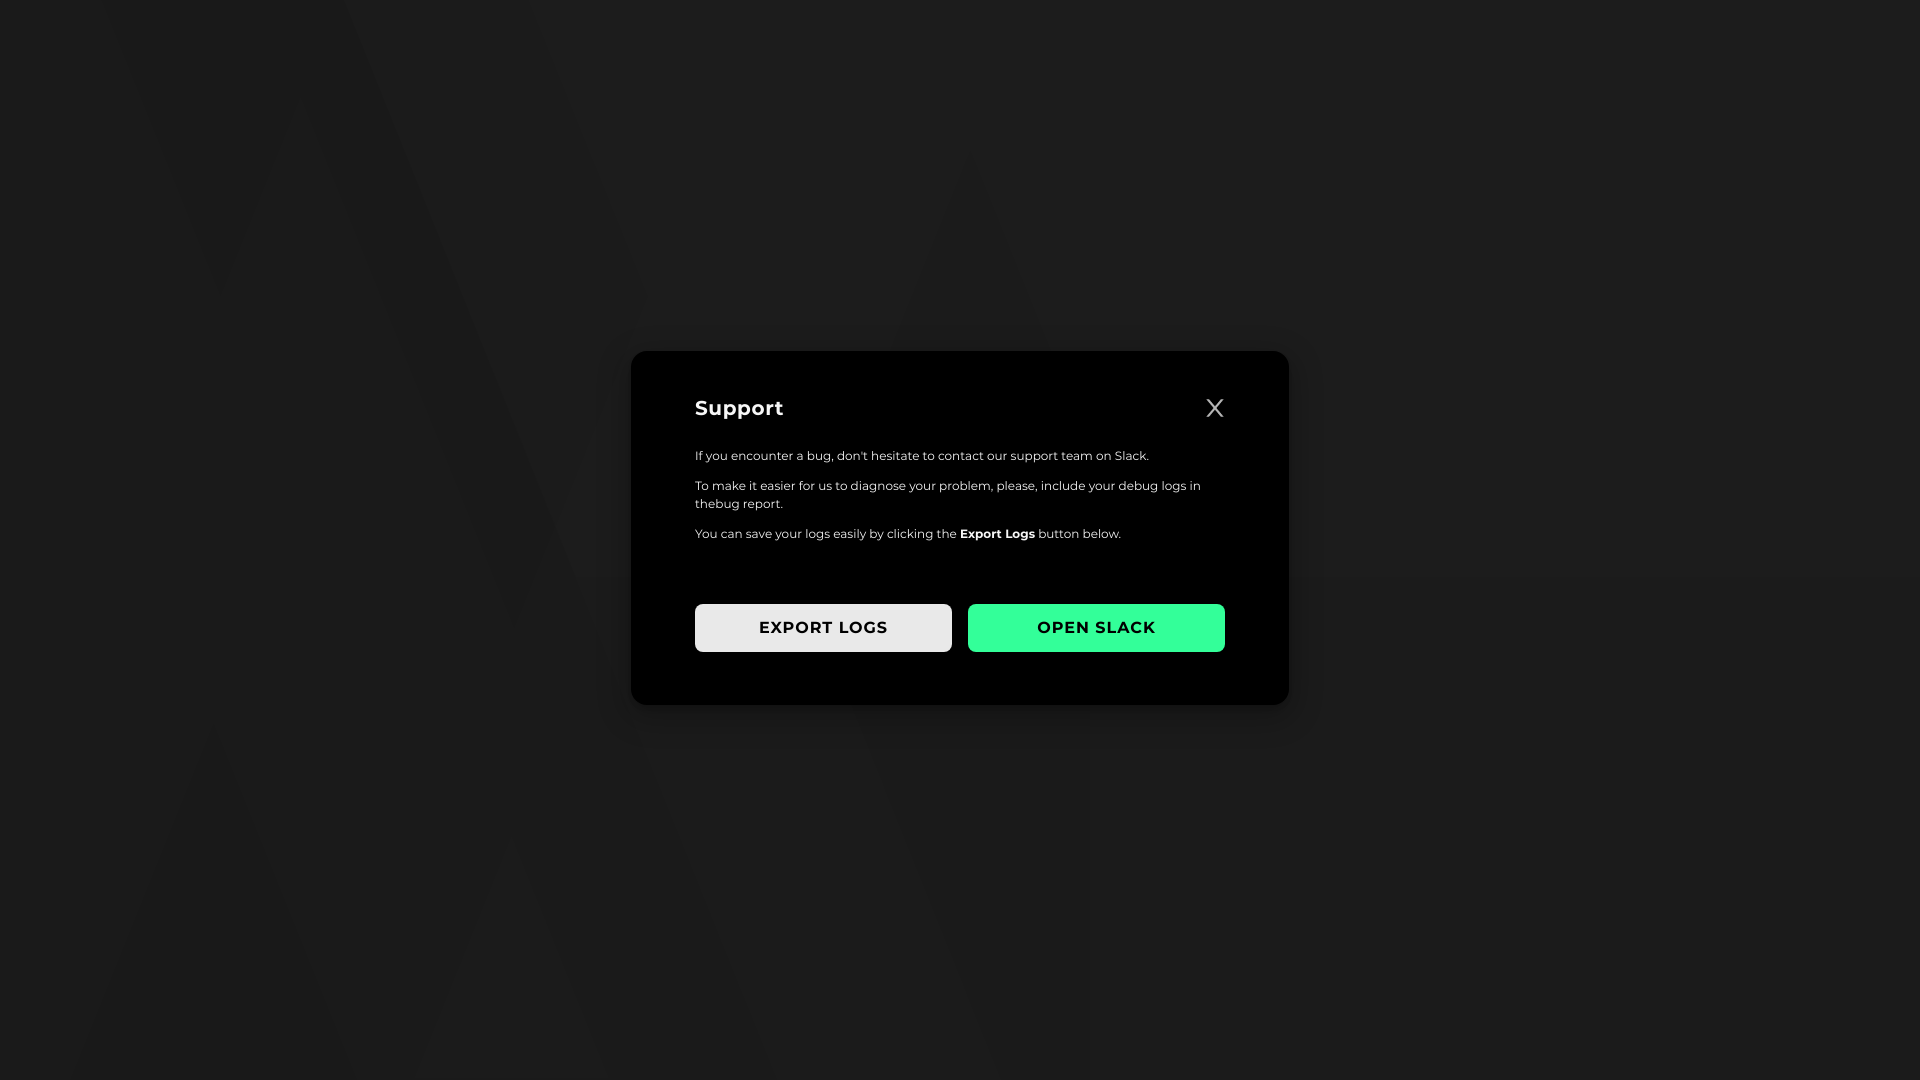 Support
X
If you encounter a bug, don't hesitate to contact our support team on Slack.
To make it easier for us to diagnose your problem, please, include your debug logs in
thebug report.
You can save your logs easily by clicking the Export Logs button below.
EXPORT LOGS
OPEN SLACK